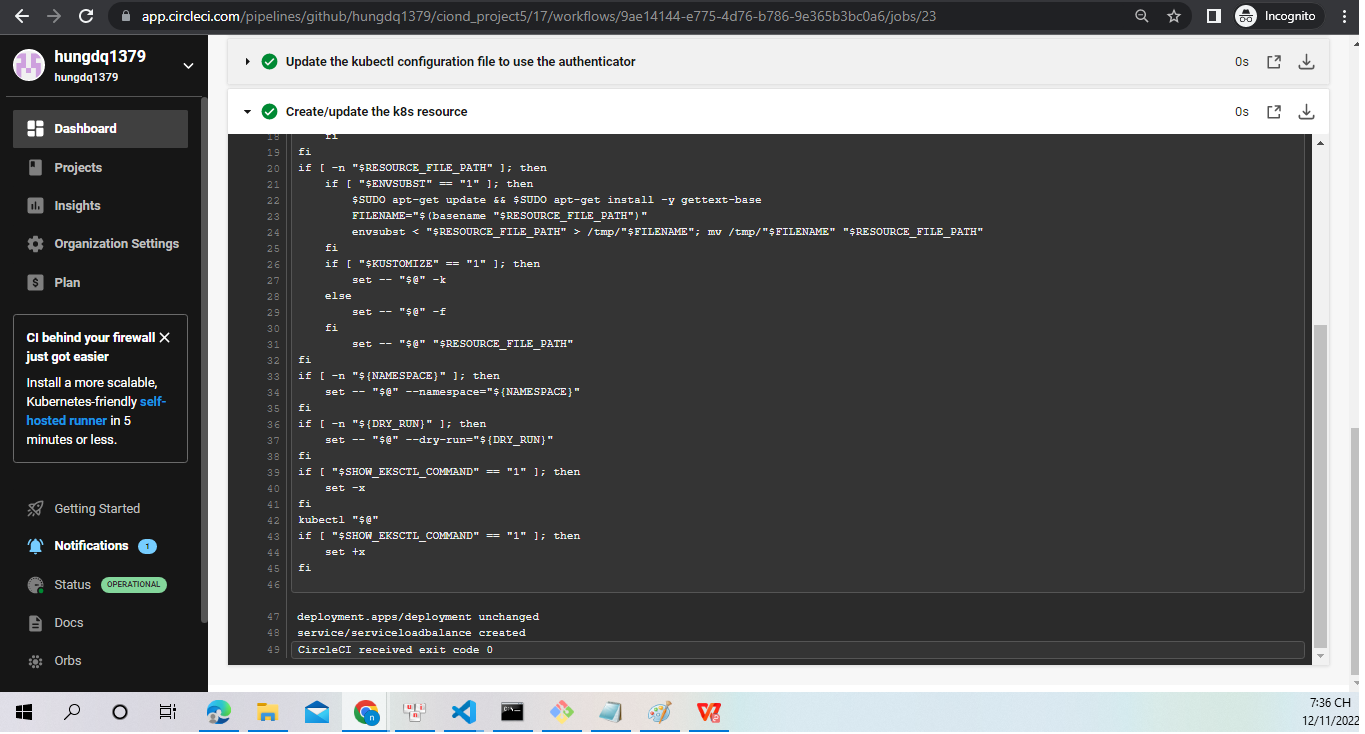 app.circleci.com/pipelines/github/hungdq1379/ciond_project5/17/workflows/9ae14144-e775-4d76-b786-9e365b3bc0a6/jobs/23
Incognito
hungdq1379
hungdq1379
Dashboard
Projects
Insights
Organization Settings
$ Plan
CI behind your firewall
just got easier
Install a more scalable,
Kubernetes-friendly self-
hosted runner in 5
minutes or less.
Getting Started
Notifications 1
Status OPERATIONAL
Docs
Orbs
Update the kubectl configuration file to use the authenticator 0s
Create/update the k8s resource 0s
18 fi
19 fi
20 if [ -n "$RESOURCE_FILE_PATH" ]; then
21 if [ "$ENVSUBST" == "1" ]; then
22 $SUDO apt-get update && $SUDO apt-get install -y gettext-base
23 FILENAME="$(basename "$RESOURCE_FILE_PATH")"
24 envsubst < "$RESOURCE_FILE_PATH" > /tmp/"$FILENAME"; mv /tmp/"$FILENAME" "$RESOURCE_FILE_PATH"
25 fi
26 if [ "$KUSTOMIZE" == "1" ]; then
27 set -- "$@" -k
28 else
29 set -- "$@" -f
30 fi
31 set -- "$@" "$RESOURCE_FILE_PATH"
32 fi
33 if [ -n "${NAMESPACE}" ]; then
34 set -- "$@" --namespace="${NAMESPACE}"
35 fi
36 if [ -n "${DRY_RUN}" ]; then
37 set -- "$@" --dry-run="${DRY_RUN}"
38 fi
39 if [ "$SHOW_EKSCTL_COMMAND" == "1" ]; then
40 set -x
41 fi
42 kubectl "$@"
43 if [ "$SHOW_EKSCTL_COMMAND" == "1" ]; then
44 set +x
45 fi
46
47 deployment.apps/deployment unchanged
48 service/serviceloadbalance created
49 CircleCI received exit code 0
7:36 CH
12/11/2022